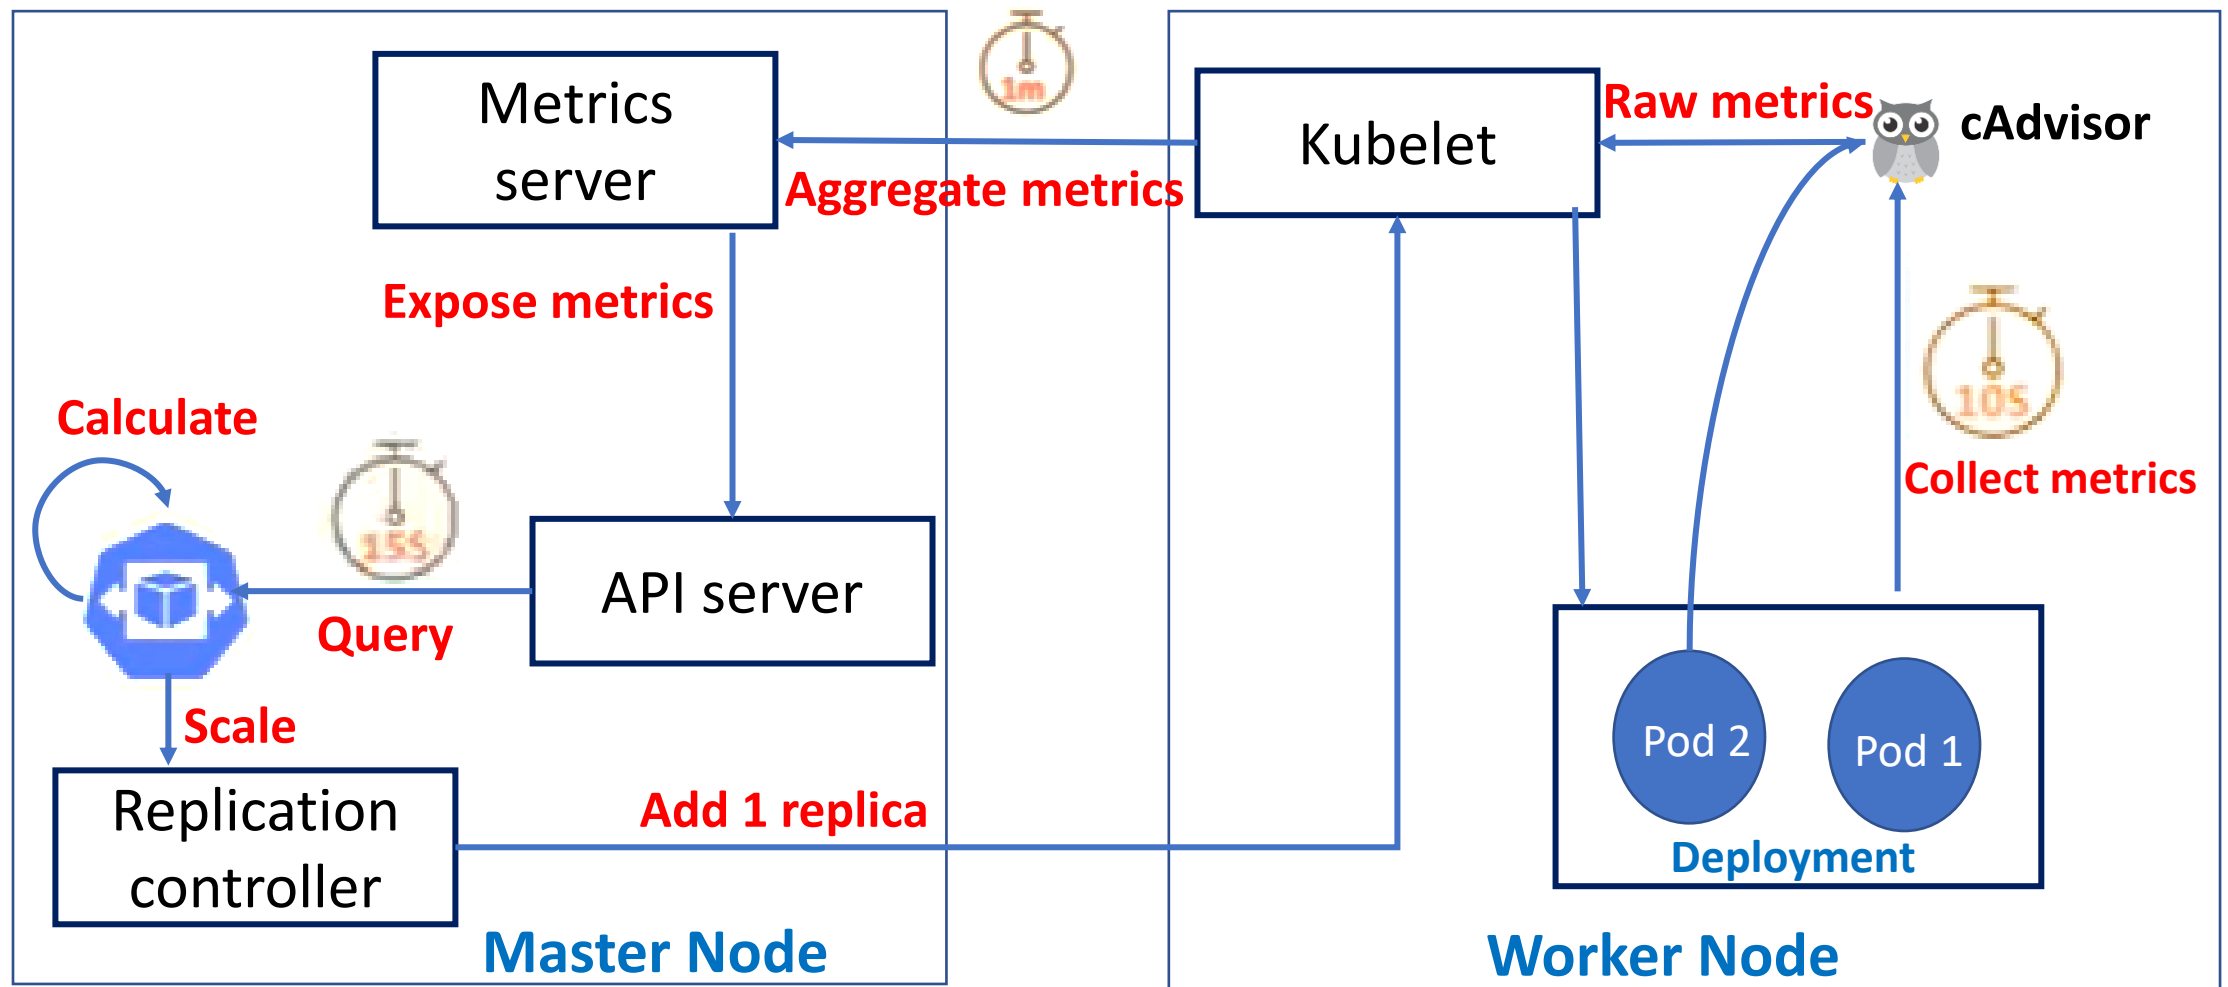 Metrics
server
1m
Kubelet
Raw metrics
cAdvisor
Aggregate metrics
Expose metrics
Calculate
15S
10S
Collect metrics
API server
Query
Scale
Pod 2
Pod 1
Replication
controller
Add 1 replica
Deployment
Master Node
Worker Node